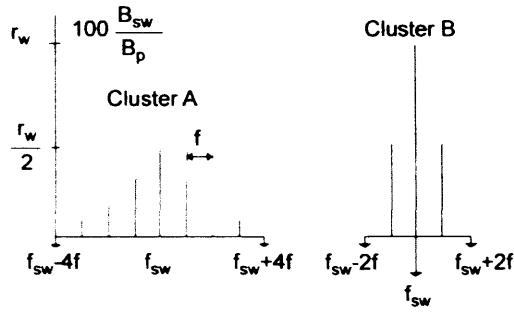 r_w 100 B_sw / B_p
Cluster A
Cluster B
r_w / 2
f
f_sw-4f f_sw f_sw+4f
f_sw-2f f_sw+2f
f_sw